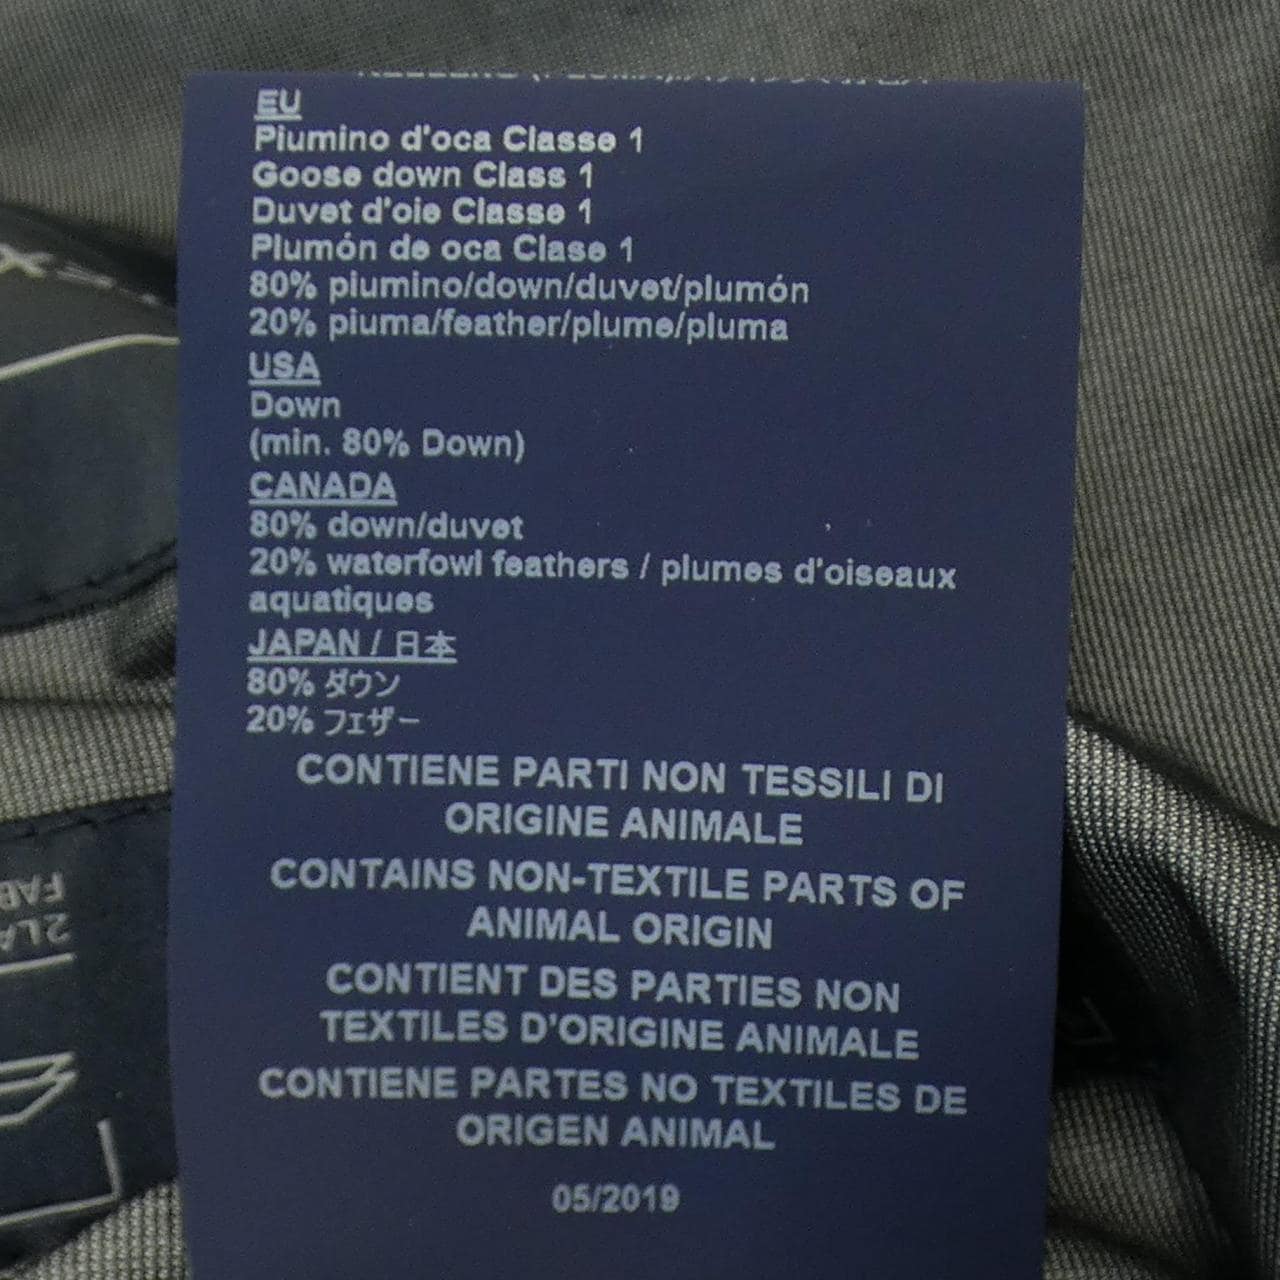 EU
Piumino d'oca Classe 1
Goose down Class 1
Duvet d'oie Classe 1
Plumón de oca Clase 1
80% piumino/down/duvet/plumón
20% piuma/feather/plume/pluma
USA
Down
(min. 80% Down)
CANADA
80% down/duvet
20% waterfowl feathers / plumes d'oiseaux
aquatiques
JAPAN / 日本
80% ダウン
20% フェザー
CONTIENE PARTI NON TESSILI DI
ORIGINE ANIMALE
CONTAINS NON-TEXTILE PARTS OF
ANIMAL ORIGIN
CONTIENT DES PARTIES NON
TEXTILES D'ORIGINE ANIMALE
CONTIENE PARTES NO TEXTILES DE
ORIGEN ANIMAL
05/2019